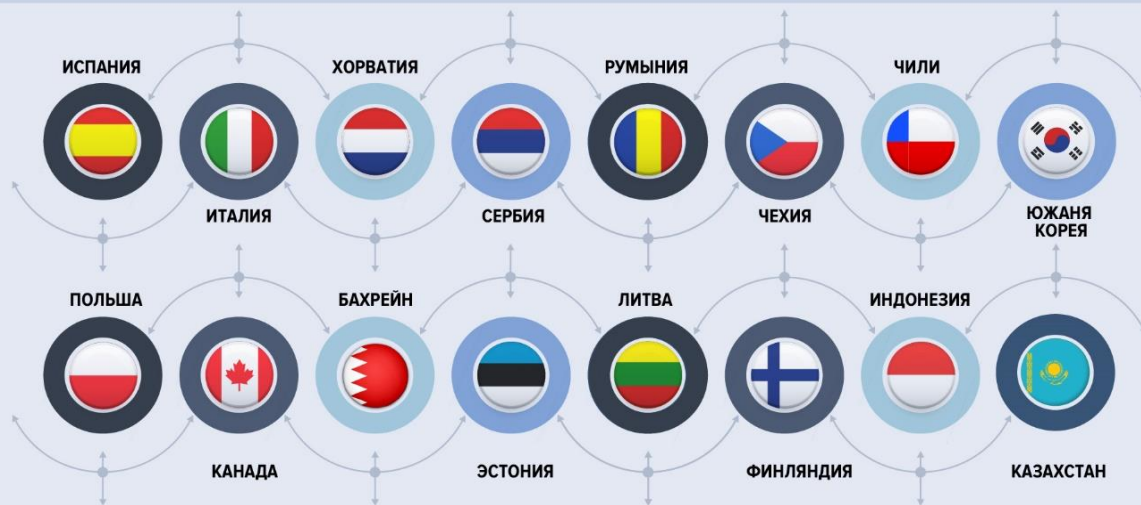 ИСПАНИЯ
ХОРВАТИЯ
РУМЫНИЯ
ЧИЛИ
ИТАЛИЯ
СЕРБИЯ
ЧЕХИЯ
ЮЖАНЯ
КОРЕЯ
ПОЛЬША
БАХРЕЙН
ЛИТВА
ИНДОНЕЗИЯ
КАНАДА
ЭСТОНИЯ
ФИНЛЯНДИЯ
КАЗАХСТАН